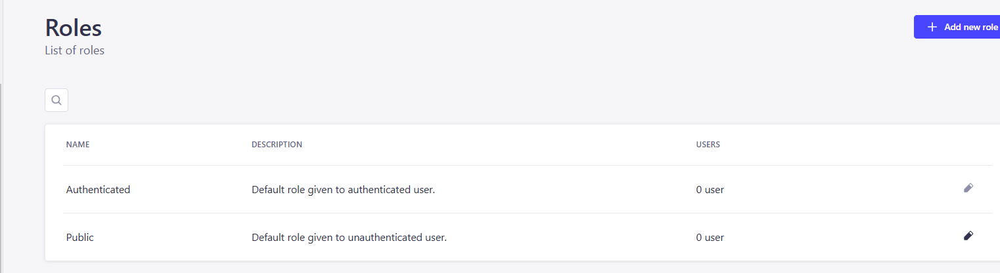 Roles
List of roles
Add new role
NAME DESCRIPTION USERS
Authenticated Default role given to authenticated user. 0 user
Public Default role given to unauthenticated user. 0 user